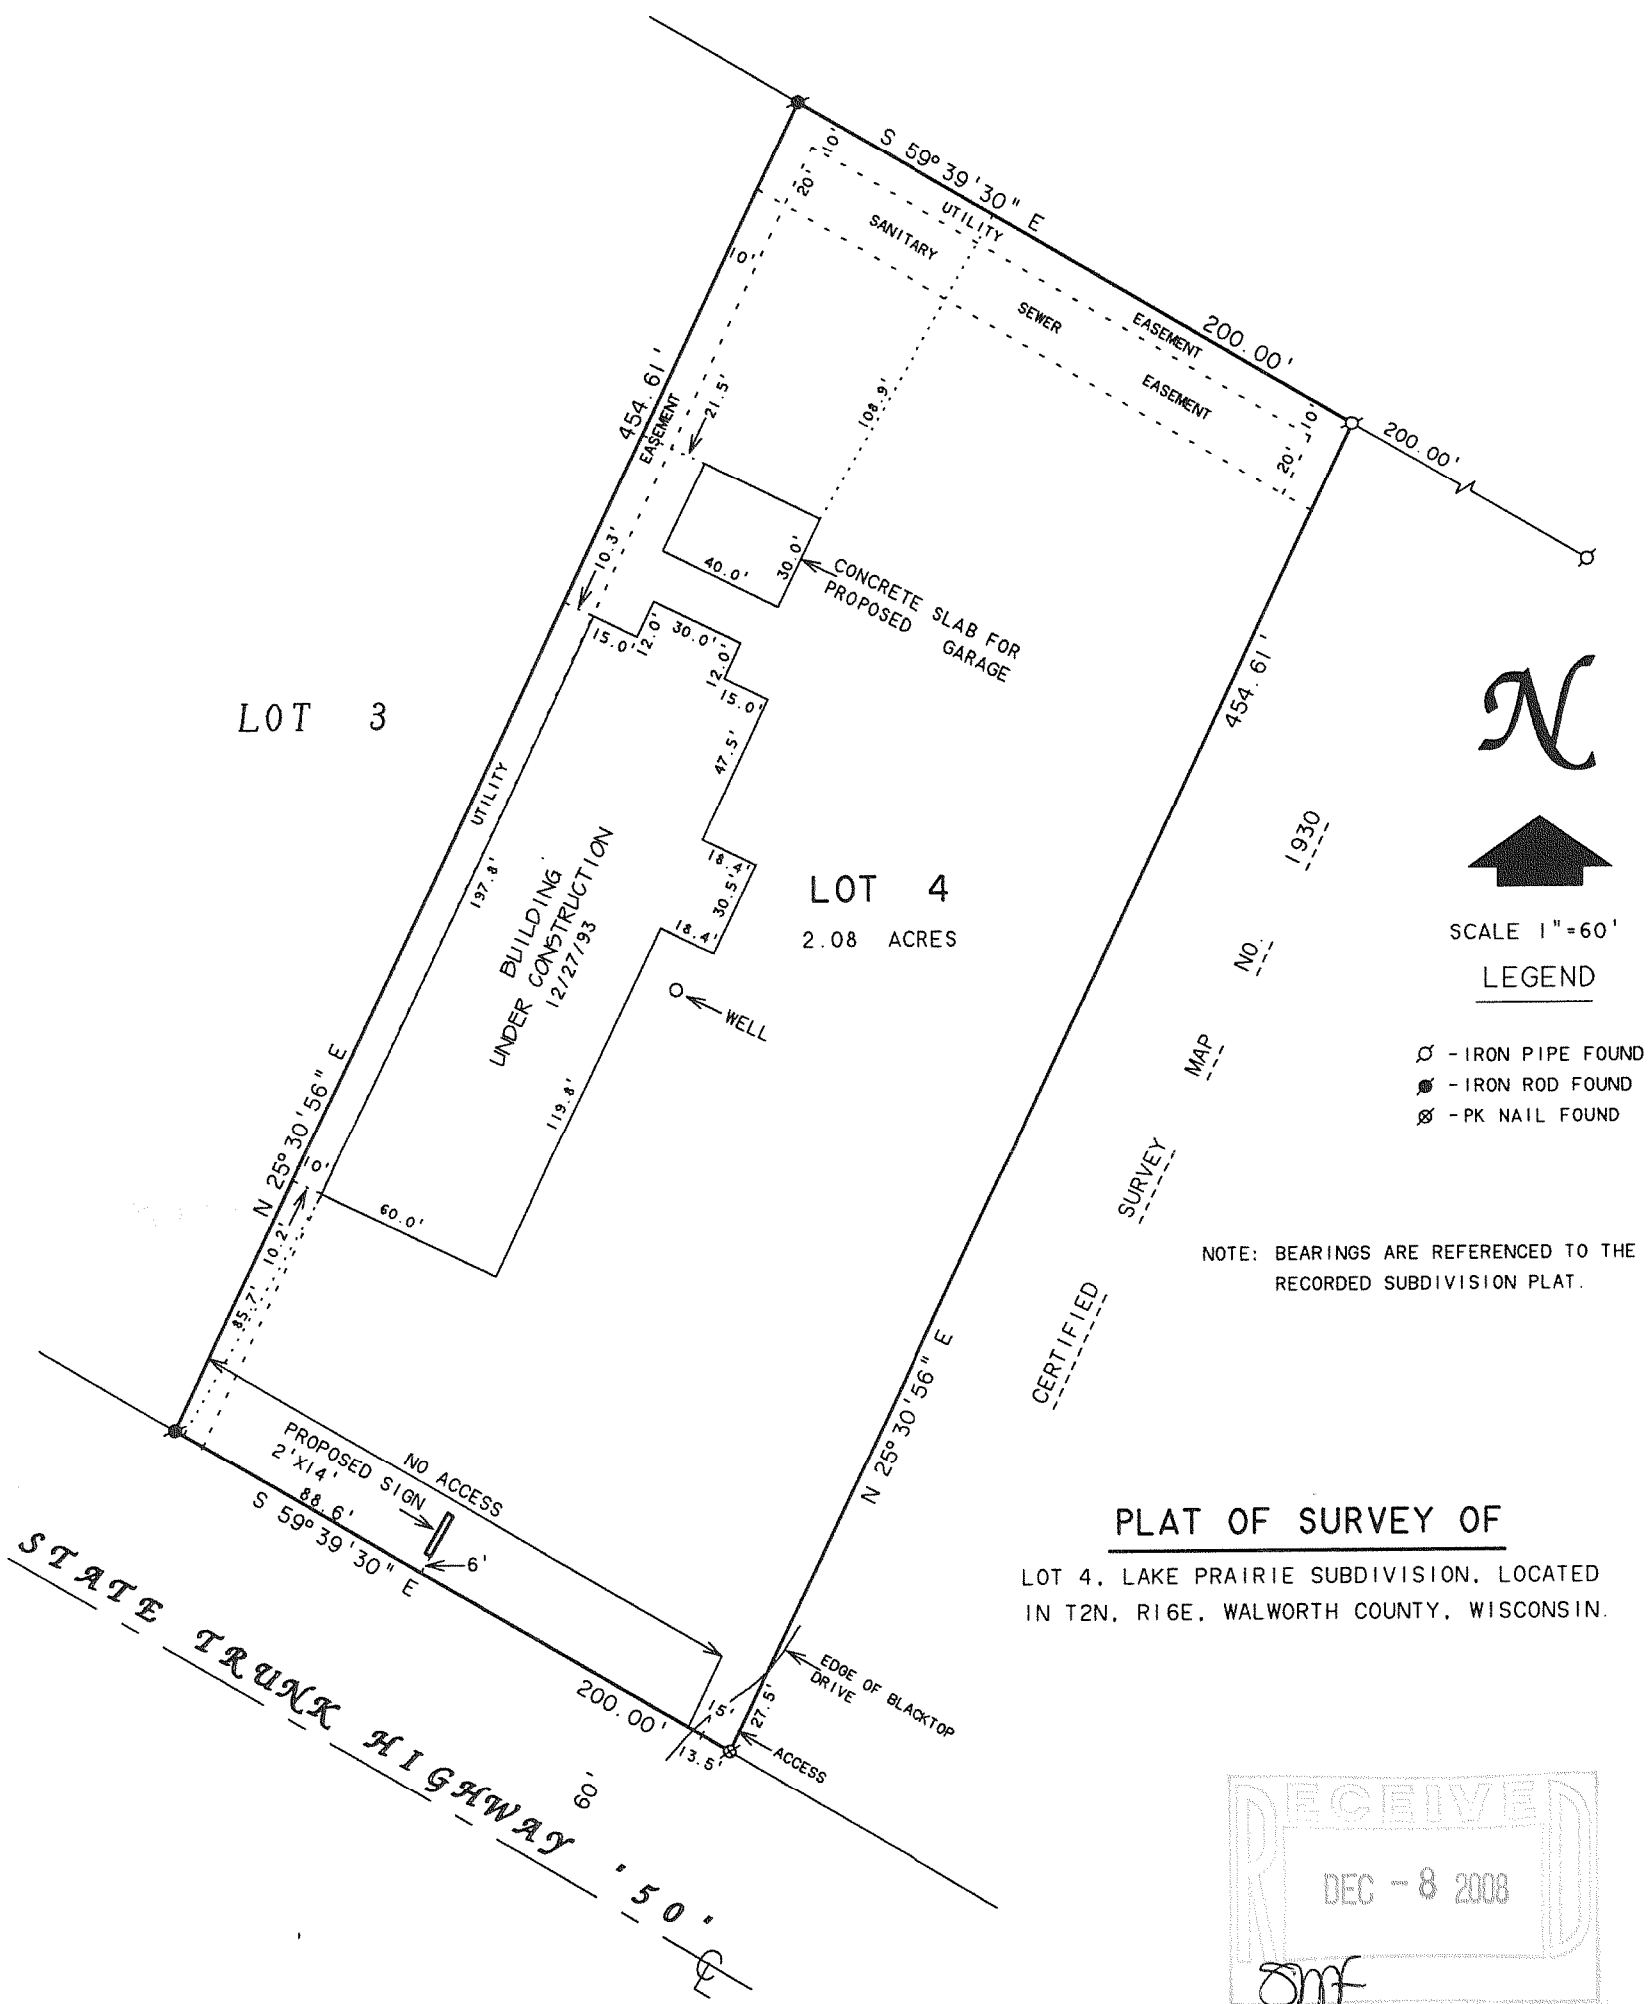 S 59° 39' 30" E
10'
20'
UTILITY
SANITARY
10'
SEWER
EASEMENT
200.00'
EASEMENT
10'
20'
200.00'
454.61'
EASEMENT
21.5'
108.9'
10.3'
40.0'
30.0'
CONCRETE SLAB FOR
PROPOSED GARAGE
15.0'
12.0'
30.0'
12.0'
15.0'
454.61'
LOT 3
47.5'
UTILITY
N
197.8'
18.4'
30.5'
18.4'
LOT 4
2.08 ACRES
BUILDING
UNDER CONSTRUCTION
12/27/93
WELL
119.8'
SCALE 1"=60'
LEGEND
- IRON PIPE FOUND
- IRON ROD FOUND
- PK NAIL FOUND
CERTIFIED SURVEY MAP NO. 1930
N 25° 30' 56" E
10'
10.2'
60.0'
85.7'
NOTE: BEARINGS ARE REFERENCED TO THE
RECORDED SUBDIVISION PLAT.
N 25° 30' 56" E
NO ACCESS
PROPOSED SIGN
2'X14'
88.6'
6'
S 59° 39' 30" E
PLAT OF SURVEY OF
LOT 4, LAKE PRAIRIE SUBDIVISION, LOCATED
IN T2N, R16E, WALWORTH COUNTY, WISCONSIN.
EDGE OF BLACKTOP
DRIVE
200.00'
15'
27.5'
13.5'
ACCESS
60'
STATE TRUNK HIGHWAY '50'
CL
RECEIVED
DEC - 8 2008